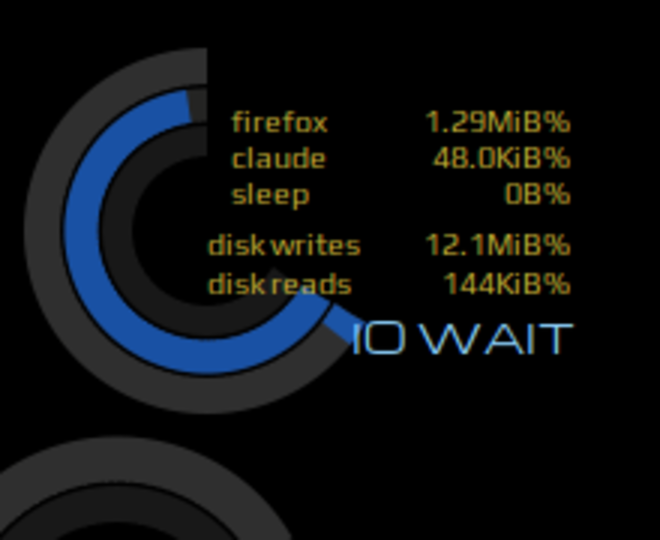 firefox 1.29MiB%
claude 48.0KiB%
sleep 0B%
disk writes 12.1MiB%
disk reads 144KiB%
IO WAIT